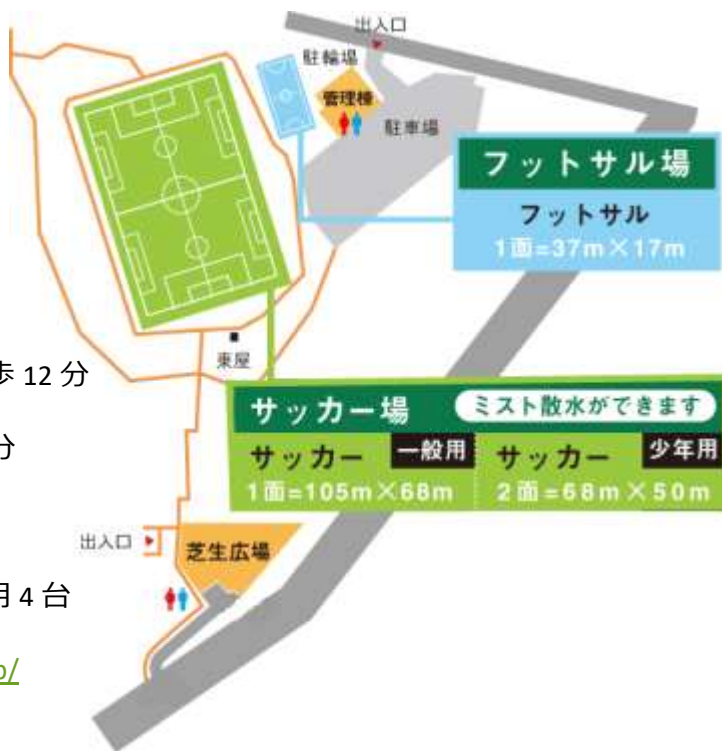 出入口
駐輪場
管理棟
駐車場
フットサル場
フットサル
1面=37m×17m
東屋
歩 12 分
サッカー場 ミスト散水ができます
サッカー 一般用 サッカー 少年用
1面=105m×68m 2面=68m×50m
分
出入口
芝生広場
4 台
/